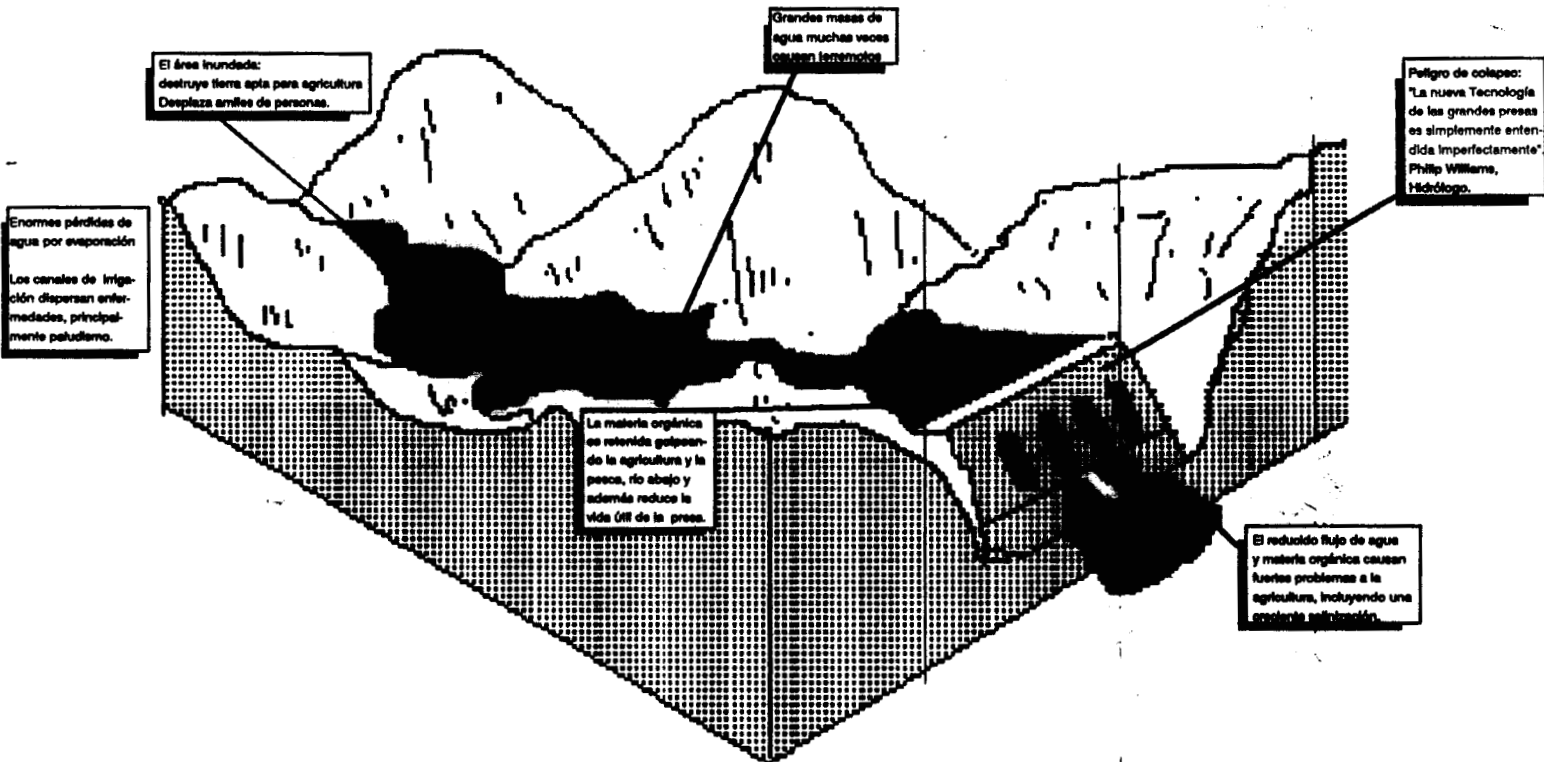 Grandes masas de
agua muchas veces
causan terremotos
El área inundada:
destruye tierra apta para agricultura
Desplaza amiles de personas.
Peligro de colapso:
"La nueva Tecnología
de las grandes presas
es simplemente enten-
dida imperfectamente",
Philip Williams,
Hidrólogo.
Enormes pérdidas de
agua por evaporación
Los canales de irriga-
ción dispersan enfer-
medades, principal-
mente paludismo.
La materia orgánica
es retenida golpean-
do la agricultura y la
pesca, río abajo y
además reduce la
vida útil de la presa.
El reducido flujo de agua
y materia orgánica causan
fuertes problemas a la
agricultura, incluyendo una
creciente salinización.